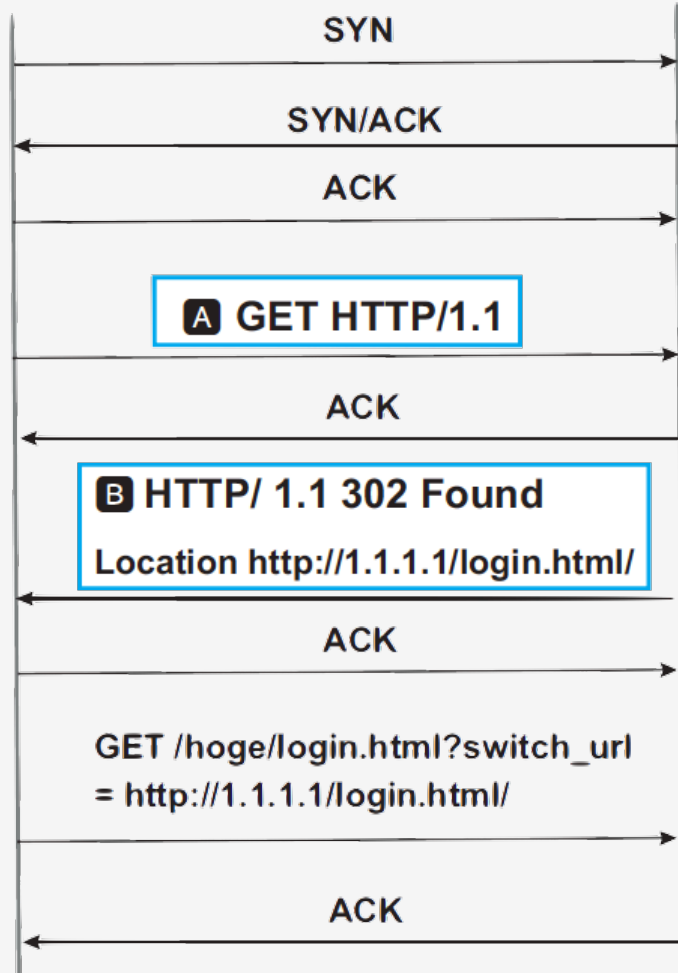 SYN
SYN/ACK
ACK
A GET HTTP/1.1
ACK
B HTTP/ 1.1 302 Found
Location http://1.1.1.1/login.html/
ACK
GET /hoge/login.html?switch_url
= http://1.1.1.1/login.html/
ACK